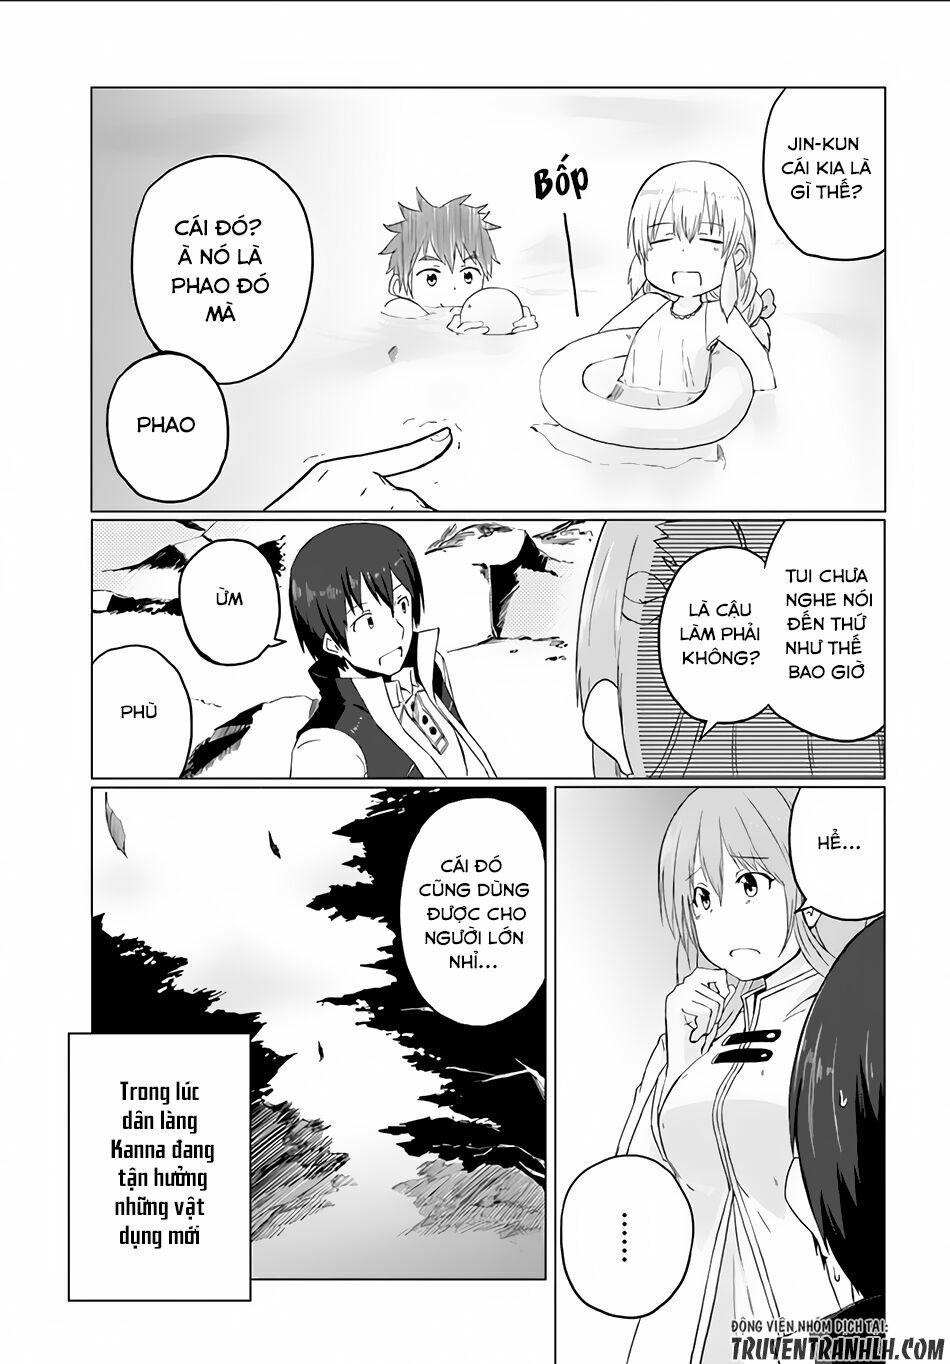 JIN-KUN
CÁI KIA LÀ
GÌ THẾ?
BỐP
CÁI ĐÓ?
À NÓ LÀ
PHAO ĐÓ
MÀ
PHAO
TUI CHƯA
NGHE NÓI
ĐẾN THỨ
NHƯ THẾ
BAO GIỜ
LÀ CẬU
LÀM PHẢI
KHÔNG?
ỪM
PHÙ
HỂ...
.......
CÁI ĐÓ
CŨNG DÙNG
ĐƯỢC CHO
NGƯỜI LỚN
NHỈ...
Trong lúc
dân làng
Kanna đang
tận hưởng
những vật
dụng mới
ĐỘNG VIÊN NHÓM DỊCH TẠI:
TRUYENTRANHLH.COM